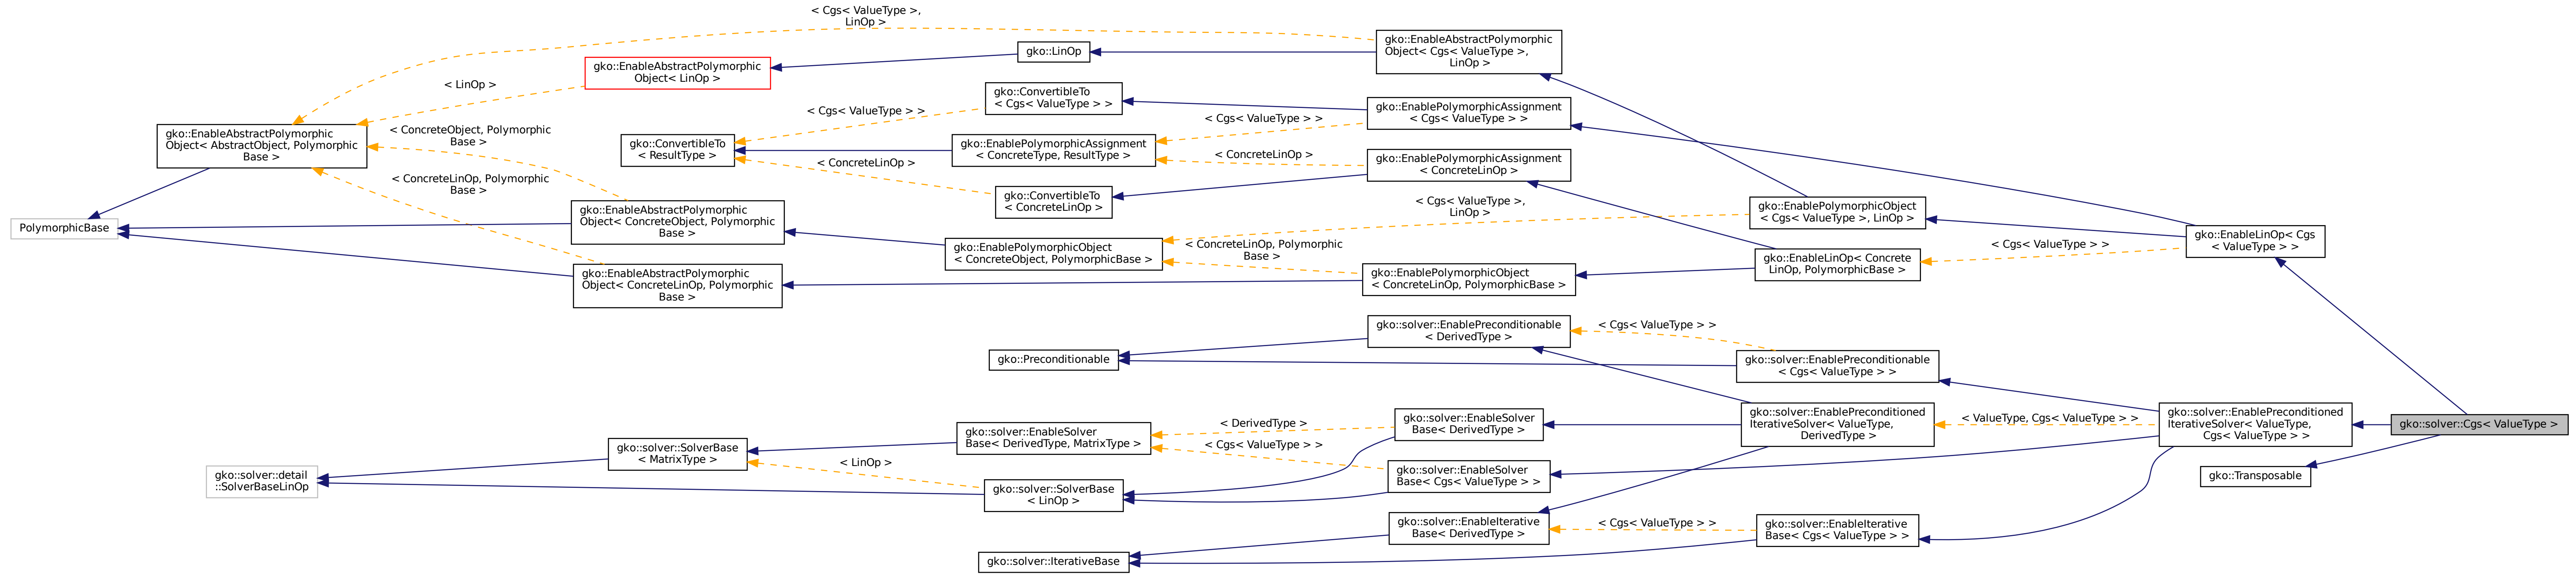 < Cgs< ValueType >,
LinOp >
gko::EnableAbstractPolymorphic
Object< Cgs< ValueType >,
LinOp >
gko::LinOp
gko::EnableAbstractPolymorphic
Object< LinOp >
< LinOp >
gko::ConvertibleTo
< Cgs< ValueType > >
< Cgs< ValueType > >
gko::EnablePolymorphicAssignment
< Cgs< ValueType > >
< Cgs< ValueType > >
gko::EnableAbstractPolymorphic
Object< AbstractObject, Polymorphic
Base >
< ConcreteObject, Polymorphic
Base >
gko::ConvertibleTo
< ResultType >
gko::EnablePolymorphicAssignment
< ConcreteType, ResultType >
< ConcreteLinOp >
gko::EnablePolymorphicAssignment
< ConcreteLinOp >
< ConcreteLinOp >
< ConcreteLinOp, Polymorphic
Base >
gko::ConvertibleTo
< ConcreteLinOp >
< Cgs< ValueType >,
LinOp >
gko::EnablePolymorphicObject
< Cgs< ValueType >, LinOp >
PolymorphicBase
gko::EnableAbstractPolymorphic
Object< ConcreteObject, Polymorphic
Base >
gko::EnablePolymorphicObject
< ConcreteObject, PolymorphicBase >
< ConcreteLinOp, Polymorphic
Base >
gko::EnableLinOp< Concrete
LinOp, PolymorphicBase >
< Cgs< ValueType > >
gko::EnableLinOp< Cgs
< ValueType > >
gko::EnableAbstractPolymorphic
Object< ConcreteLinOp, Polymorphic
Base >
gko::EnablePolymorphicObject
< ConcreteLinOp, PolymorphicBase >
gko::solver::EnablePreconditionable
< DerivedType >
< Cgs< ValueType > >
gko::Preconditionable
gko::solver::EnablePreconditionable
< Cgs< ValueType > >
gko::solver::EnableSolver
Base< DerivedType >
gko::solver::EnablePreconditioned
IterativeSolver< ValueType,
DerivedType >
< ValueType, Cgs< ValueType > >
gko::solver::EnablePreconditioned
IterativeSolver< ValueType,
Cgs< ValueType > >
gko::solver::Cgs< ValueType >
< DerivedType >
gko::solver::EnableSolver
Base< DerivedType, MatrixType >
< Cgs< ValueType > >
gko::solver::SolverBase
< MatrixType >
< LinOp >
gko::solver::detail
::SolverBaseLinOp
gko::solver::SolverBase
< LinOp >
gko::solver::EnableSolver
Base< Cgs< ValueType > >
gko::Transposable
gko::solver::EnableIterative
Base< DerivedType >
< Cgs< ValueType > >
gko::solver::EnableIterative
Base< Cgs< ValueType > >
gko::solver::IterativeBase